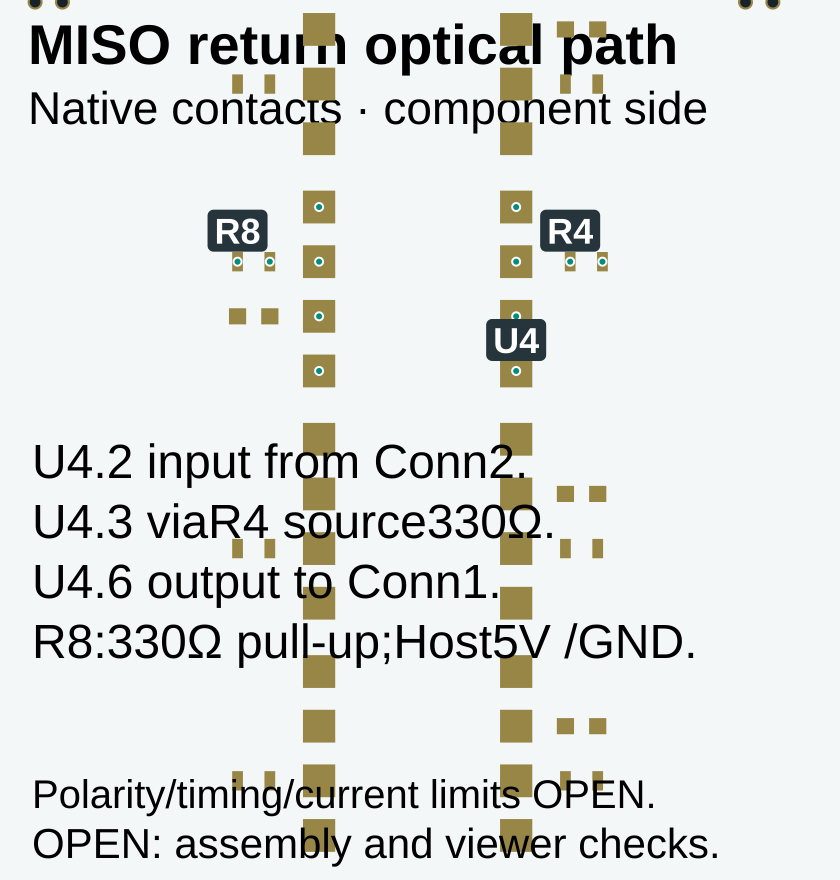 MISO return optical path
Native contacts · component side
R8
R4
U4
U4.2 input from Conn2.
U4.3 viaR4 source330Ω.
U4.6 output to Conn1.
R8:330Ω pull-up;Host5V /GND.
Polarity/timing/current limits OPEN.
OPEN: assembly and viewer checks.